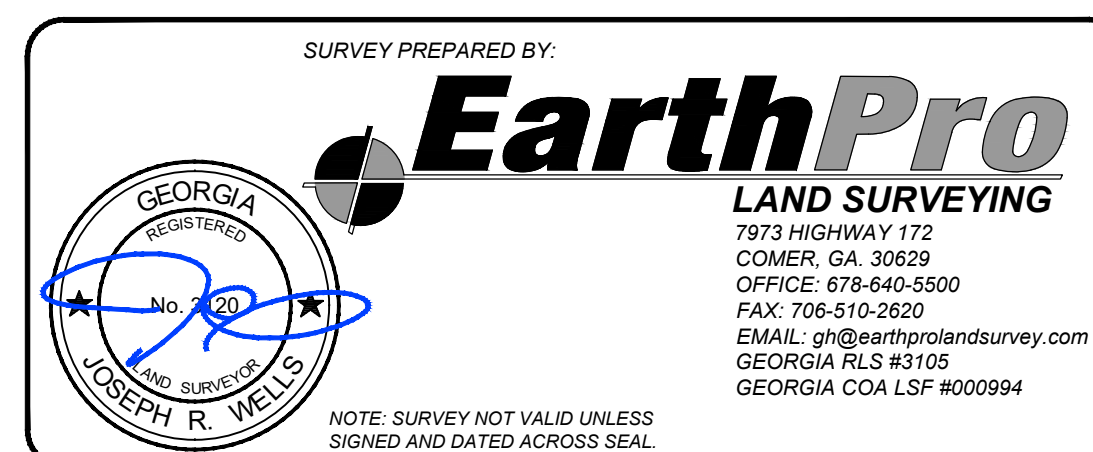 SURVEY PREPARED BY:
EarthPro
LAND SURVEYING
7973 HIGHWAY 172
COMER, GA. 30629
OFFICE: 678-640-5500
FAX: 706-510-2620
EMAIL: gh@earthprolandsurvey.com
GEORGIA RLS #3105
GEORGIA COA LSF #000994
GEORGIA
REGISTERED
No.
LAND SURVEYOR
JOSEPH R. WELLS
NOTE: SURVEY NOT VALID UNLESS
SIGNED AND DATED ACROSS SEAL.